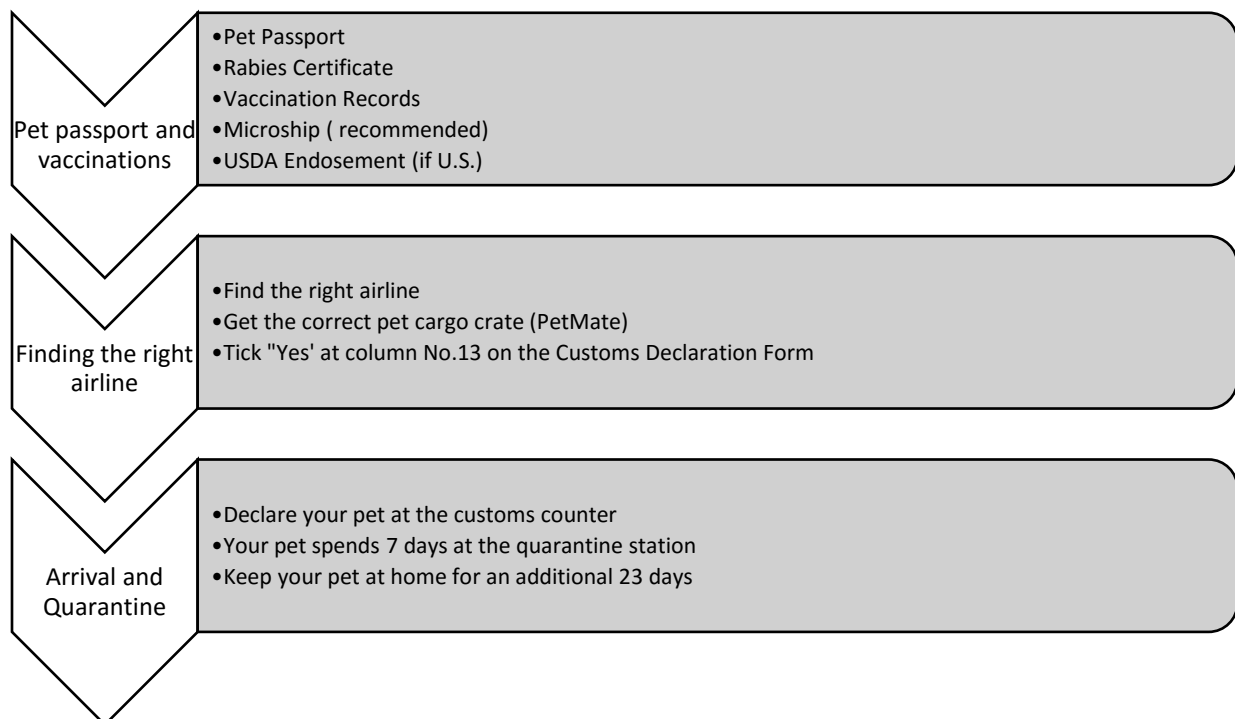 Pet passport and
vaccinations
•Pet Passport
•Rabies Certificate
•Vaccination Records
•Microship ( recommended)
•USDA Endosement (if U.S.)
Finding the right
airline
•Find the right airline
•Get the correct pet cargo crate (PetMate)
•Tick "Yes' at column No.13 on the Customs Declaration Form
Arrival and
Quarantine
•Declare your pet at the customs counter
•Your pet spends 7 days at the quarantine station
•Keep your pet at home for an additional 23 days